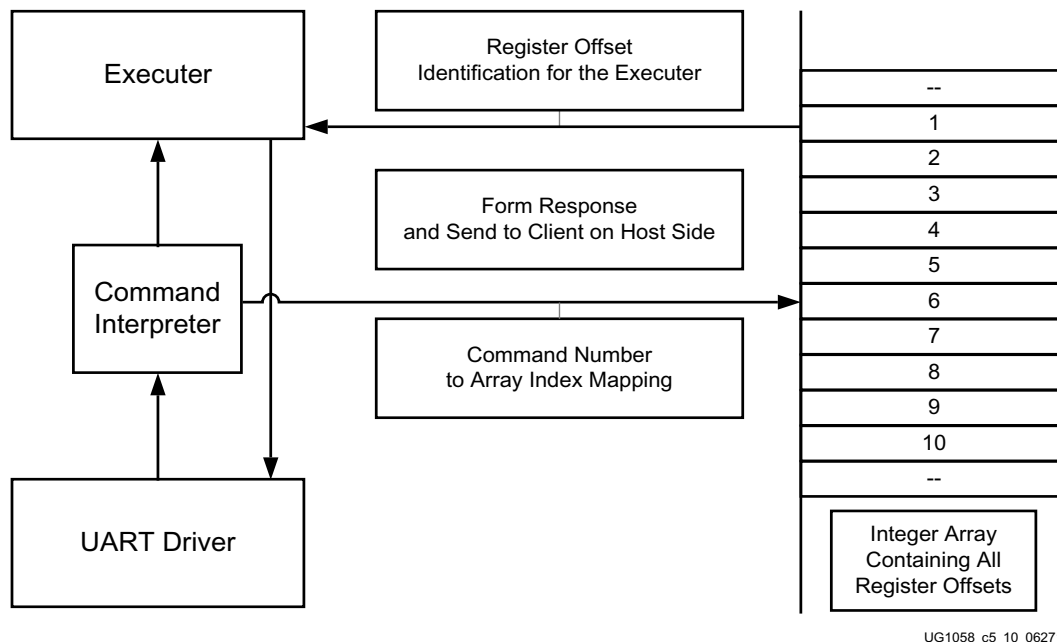 Executer
Register Offset
Identification for the Executer
--
1
2
3
Form Response
and Send to Client on Host Side
4
5
Command
Interpreter
6
7
Command Number
to Array Index Mapping
8
9
10
--
UART Driver
Integer Array
Containing All
Register Offsets
UG1058_c5_10_0627